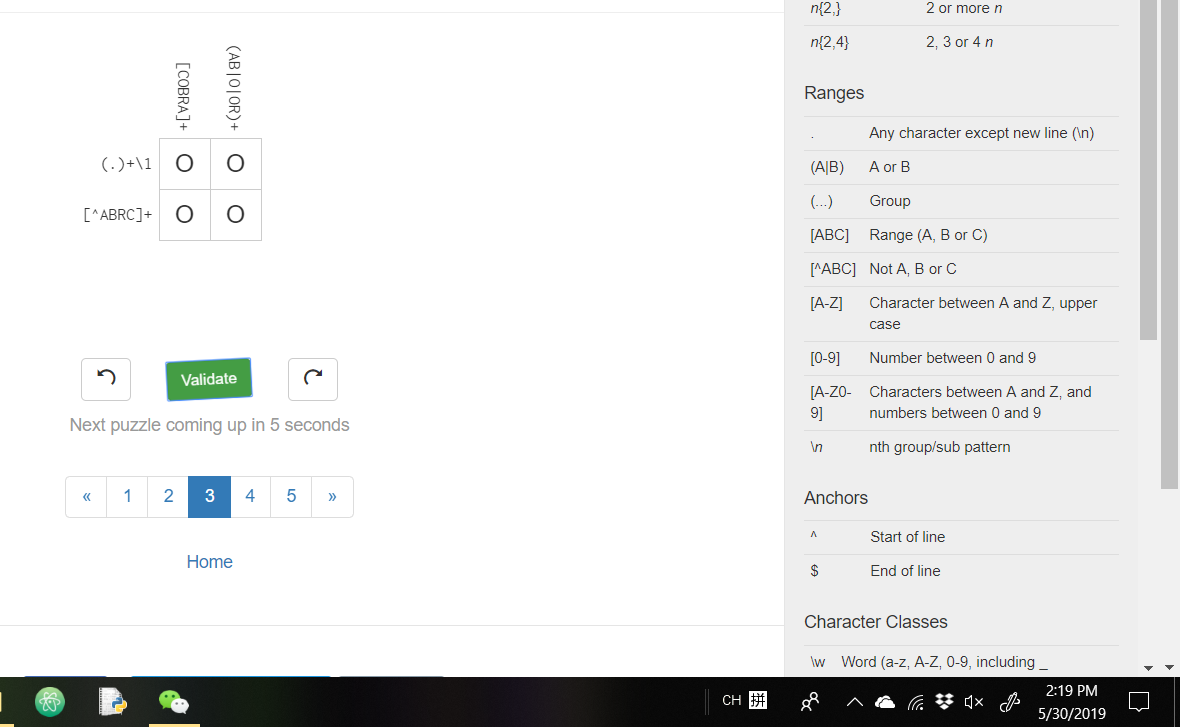 [COBRA]+
(AB|O|OR)+
(.)+\1 O O
[^ABRC]+ O O
Validate
Next puzzle coming up in 5 seconds
« 1 2 3 4 5 »
Home
n{2,} 2 or more n
n{2,4} 2, 3 or 4 n
Ranges
. Any character except new line (\n)
(A|B) A or B
(...) Group
[ABC] Range (A, B or C)
[^ABC] Not A, B or C
[A-Z] Character between A and Z, upper
case
[0-9] Number between 0 and 9
[A-Z0- Characters between A and Z, and
9] numbers between 0 and 9
\n nth group/sub pattern
Anchors
^ Start of line
$ End of line
Character Classes
\w Word (a-z, A-Z, 0-9, including _
CH 拼
2:19 PM
5/30/2019